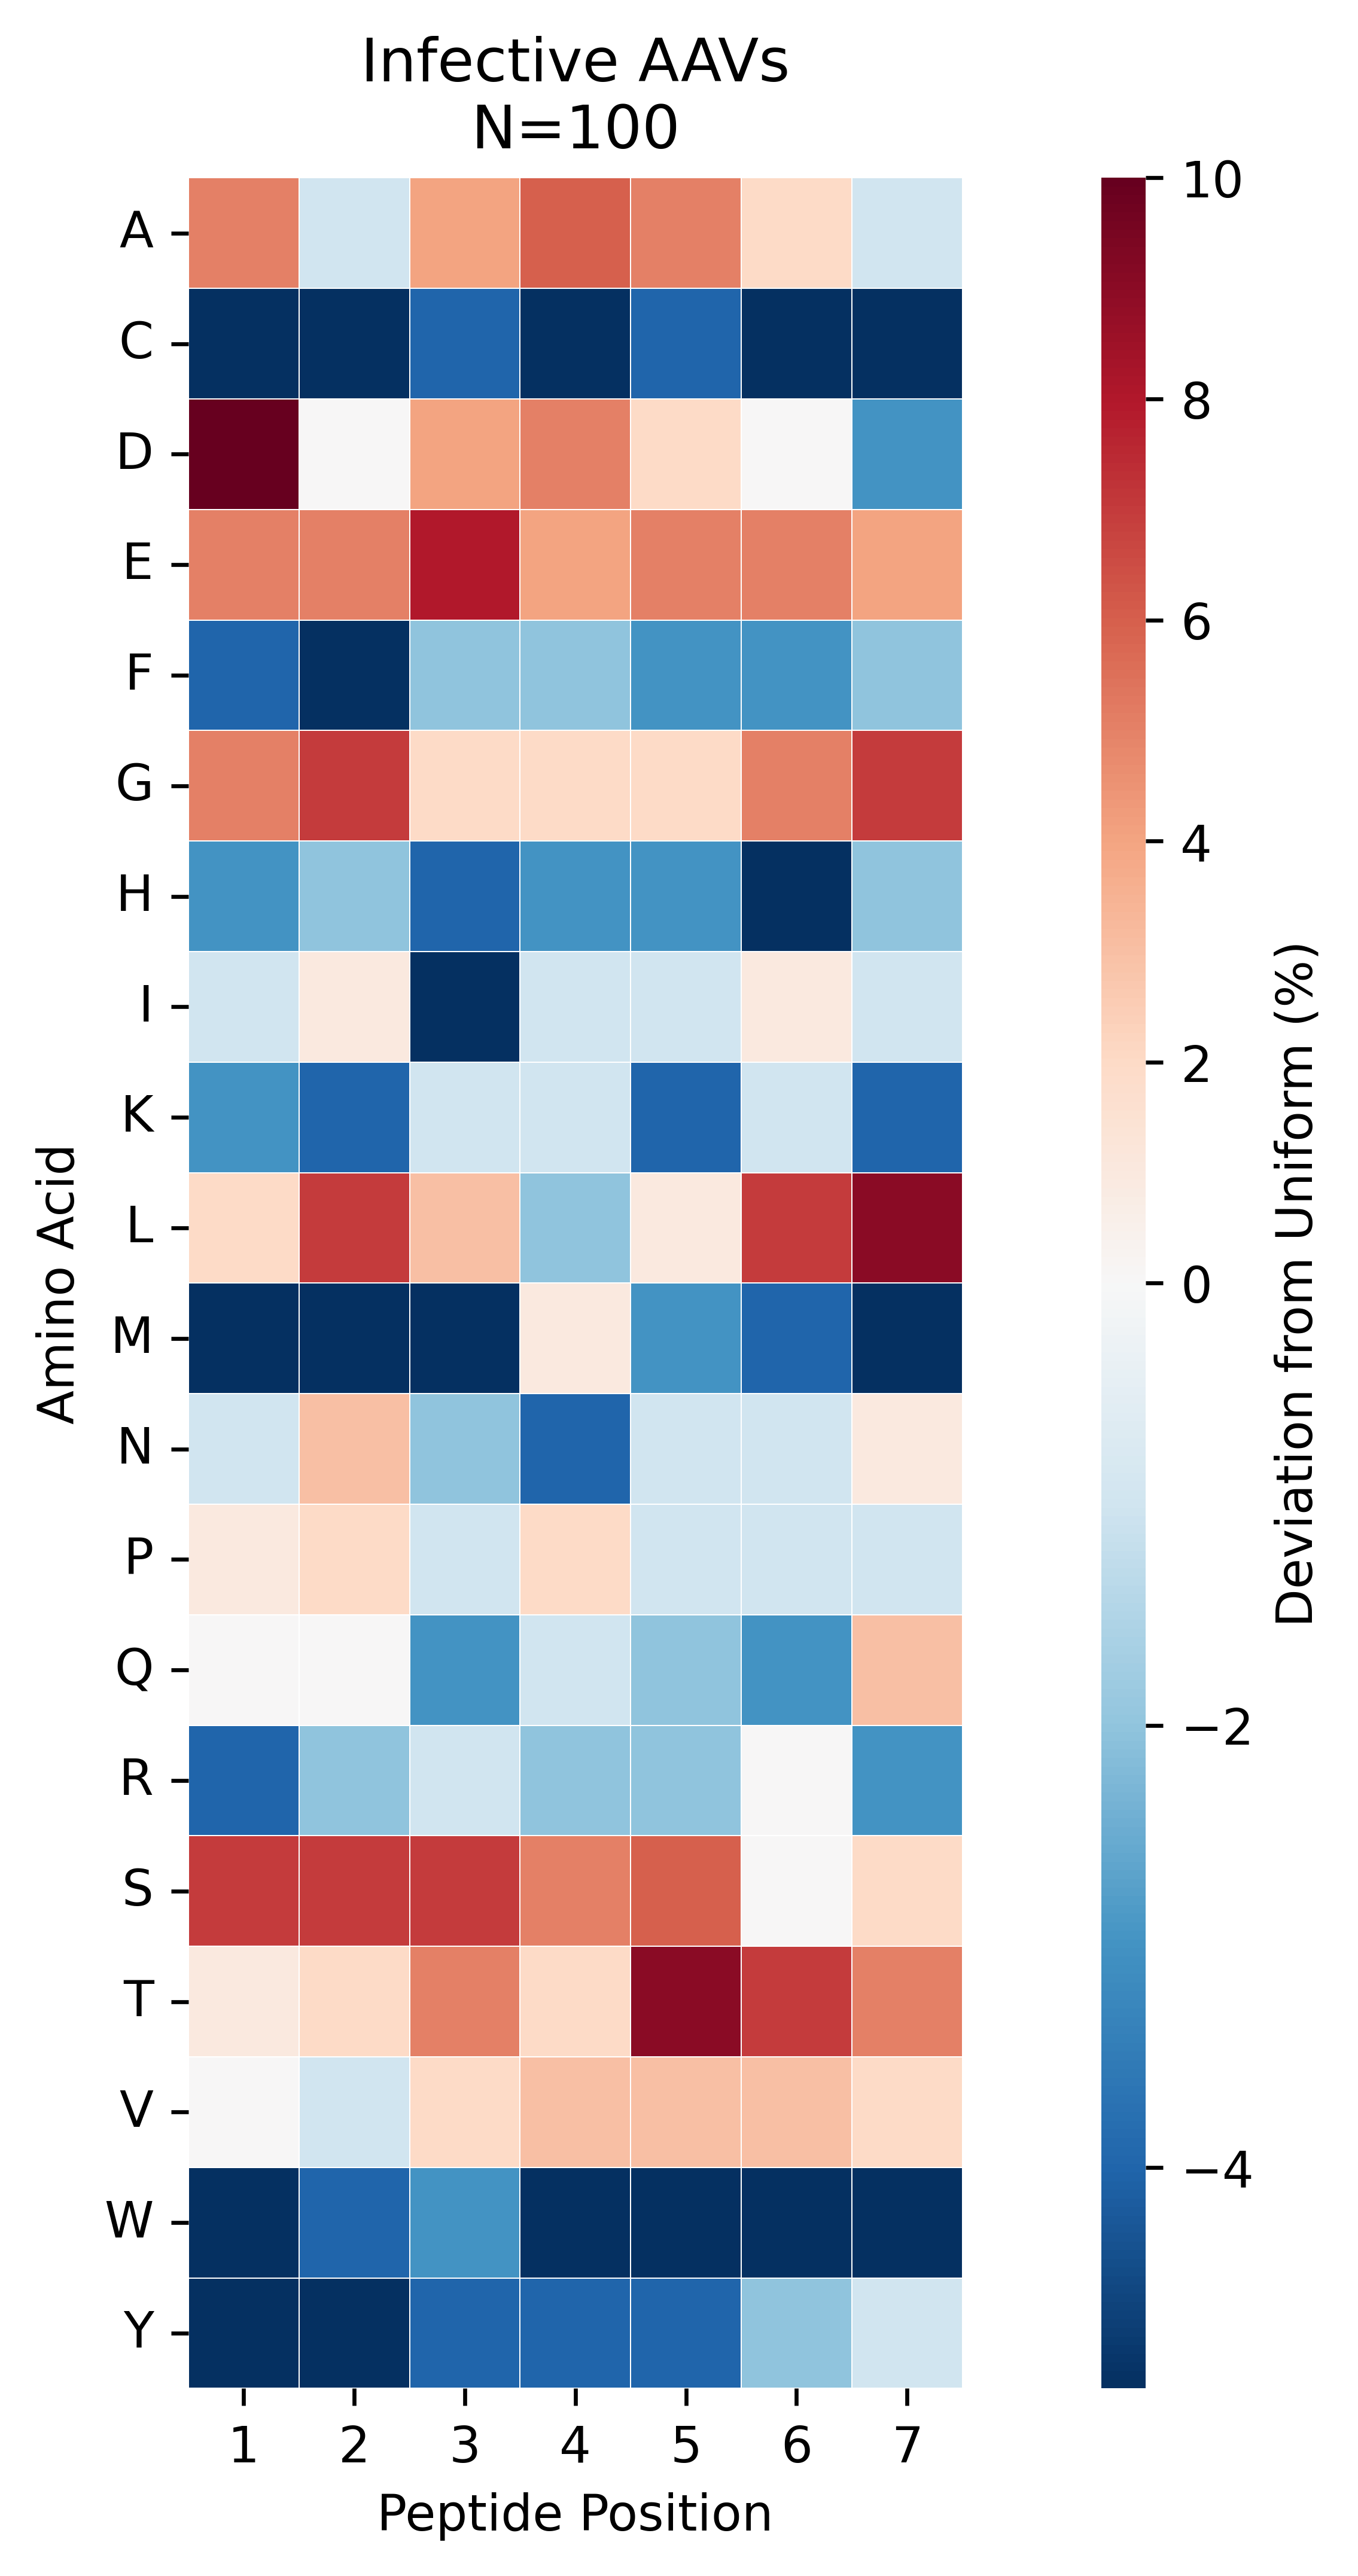 Infective AAVs
N=100
A
C
D
E
F
G
H
I
K
L
M
N
P
Q
R
S
T
V
W
Y
Amino Acid
1 2 3 4 5 6 7
Peptide Position
10
8
6
4
2
0
−2
−4
Deviation from Uniform (%)